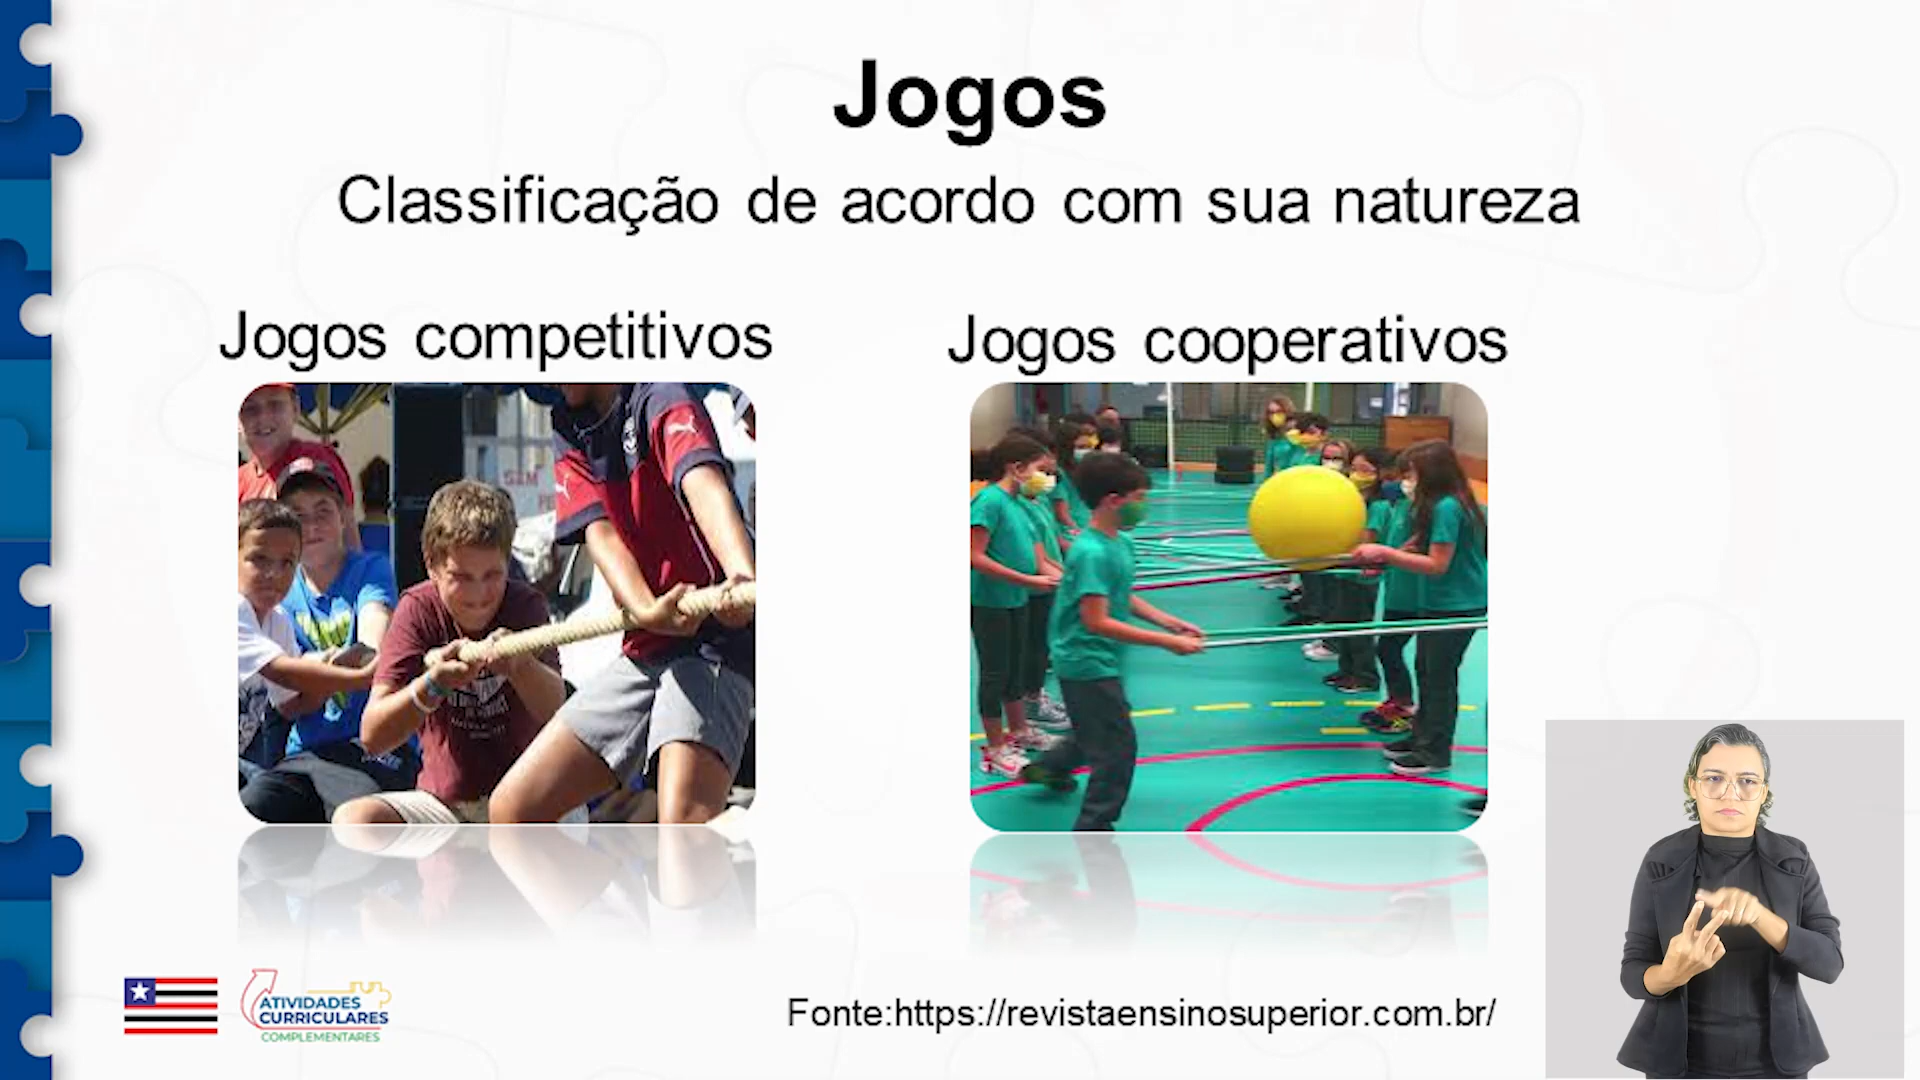 Jogos
Classificação de acordo com sua natureza
Jogos competitivos
Jogos cooperativos
ATIVIDADES
CURRICULARES
COMPLEMENTARES
Fonte:https://revistaensinosuperior.com.br/